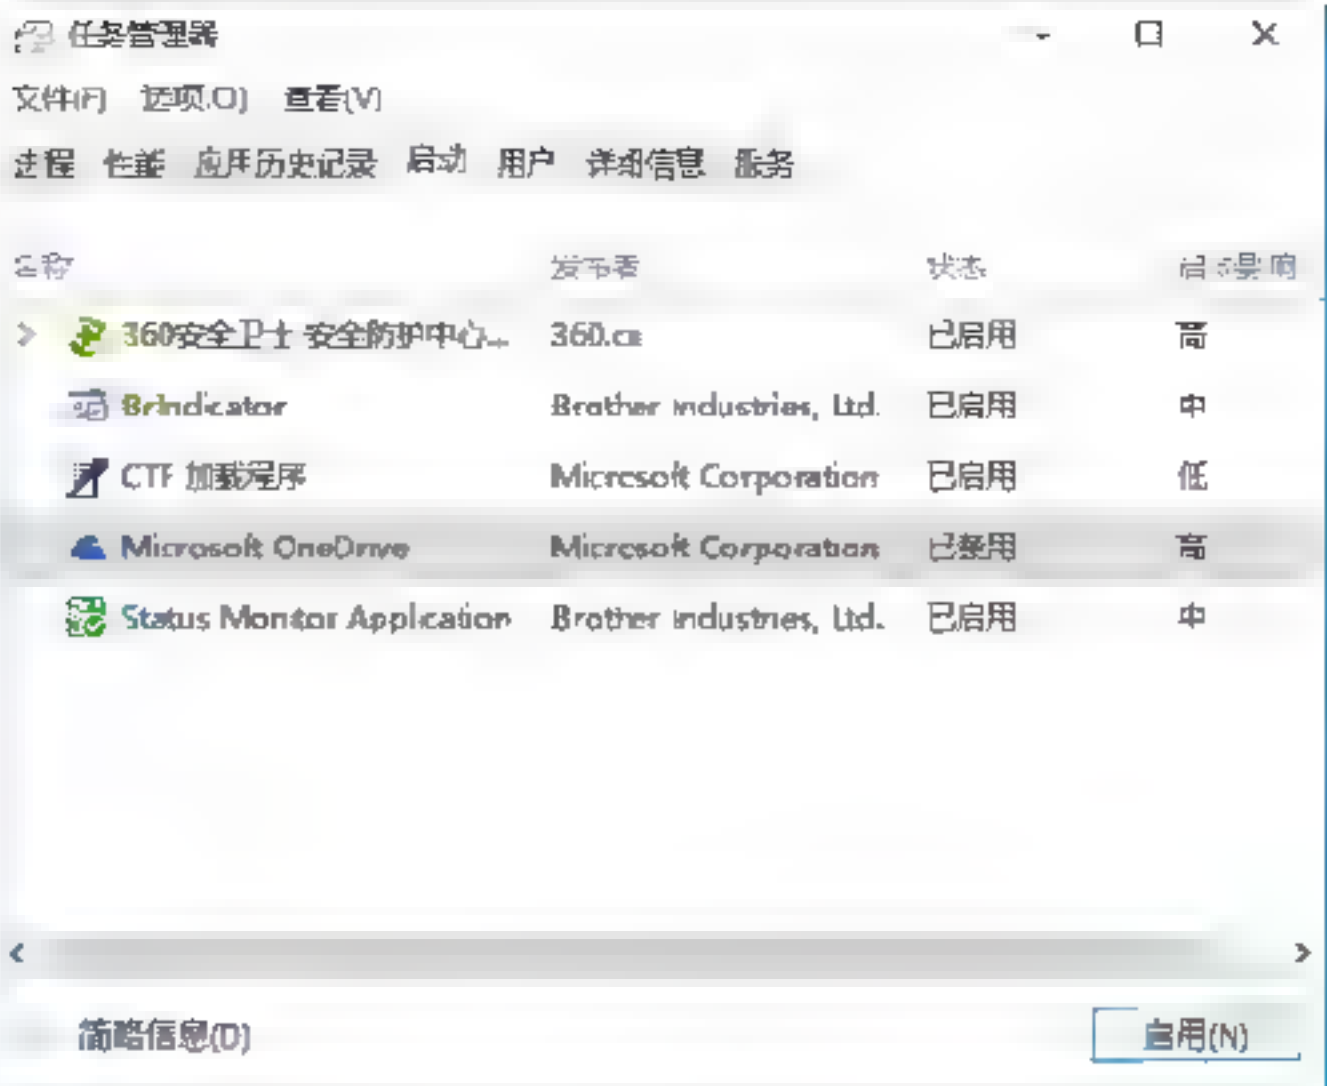 任务管理器
文件(F) 选项(O) 查看(V)
进程 性能 应用历史记录 启动 用户 详细信息 服务
名称 发布者 状态 启动影响
360安全卫士 安全防护中心... 360.cn 已启用 高
BrIndicator Brother Industries, Ltd. 已启用 中
CTF 加载程序 Microsoft Corporation 已启用 低
Microsoft OneDrive Microsoft Corporation 已禁用 高
Status Monitor Application Brother Industries, Ltd. 已启用 中
简略信息(D) 启用(N)